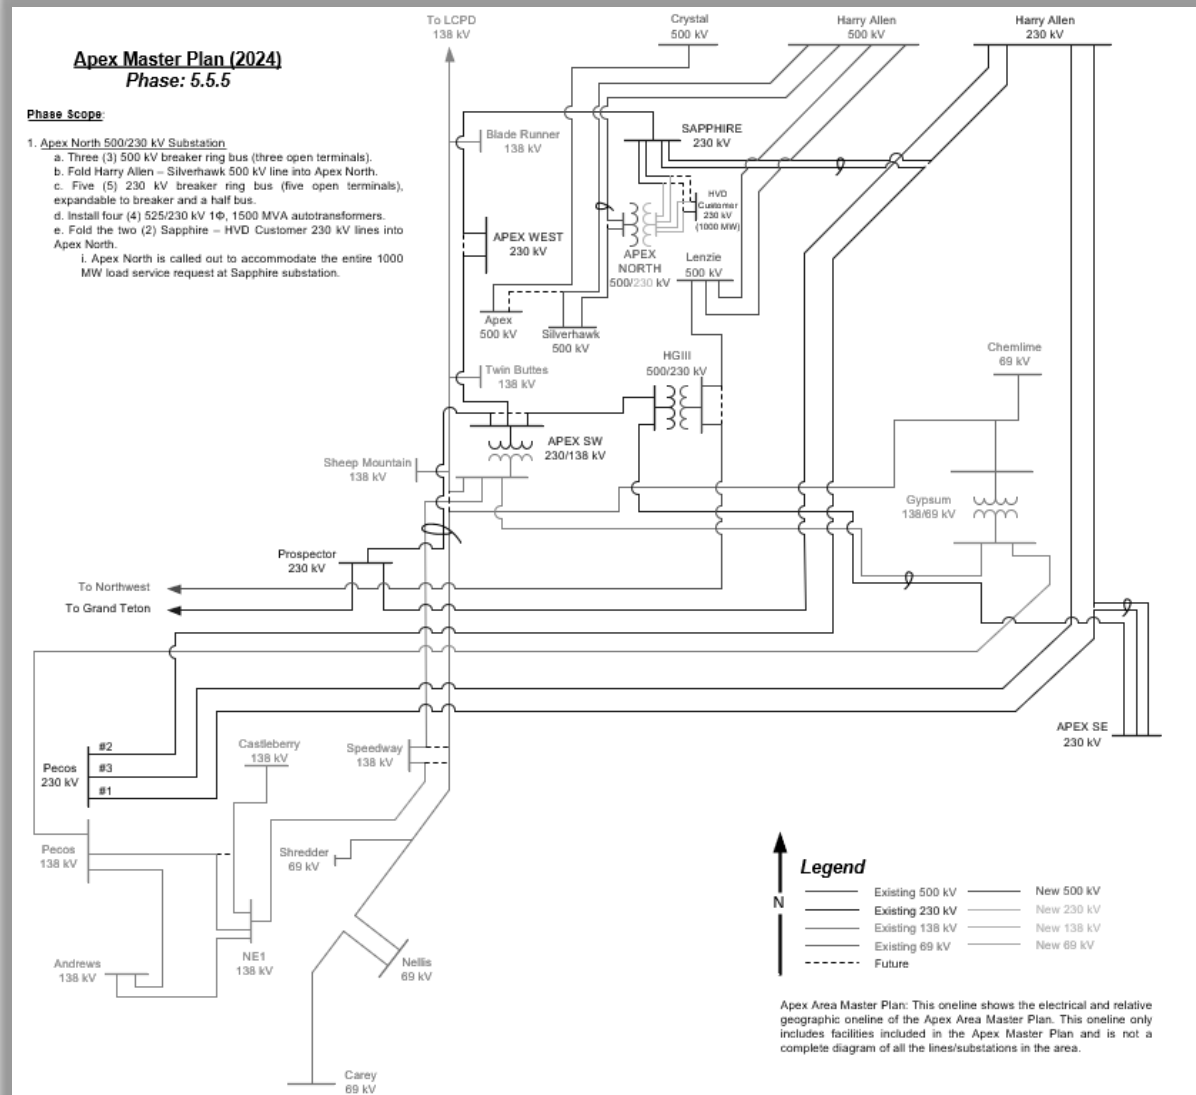 Apex Master Plan (2024)
Phase: 5.5.5
Phase Scope:
1. Apex North 500/230 kV Substation
a. Three (3) 500 kV breaker ring bus (three open terminals).
b. Fold Harry Allen – Silverhawk 500 kV line into Apex North.
c. Five (5) 230 kV breaker ring bus (five open terminals),
expandable to breaker and a half bus.
d. Install four (4) 525/230 kV 1Φ, 1500 MVA autotransformers.
e. Fold the two (2) Sapphire – HVD Customer 230 kV lines into
Apex North.
i. Apex North is called out to accommodate the entire 1000
MW load service request at Sapphire substation.
To LCPD
138 kV
Crystal
500 kV
Harry Allen
500 kV
Harry Allen
230 kV
Blade Runner
138 kV
SAPPHIRE
230 kV
HVD
Customer
230 kV
(1000 MW)
APEX WEST
230 kV
APEX
NORTH
500/230 kV
Lenzie
500 kV
Apex
500 kV
Silverhawk
500 kV
HGIII
500/230 kV
Chemlime
69 kV
Twin Buttes
138 kV
APEX SW
230/138 kV
Sheep Mountain
138 kV
Gypsum
138/69 kV
Prospector
230 kV
To Northwest
To Grand Teton
APEX SE
230 kV
Pecos
230 kV
#2
#3
#1
Castleberry
138 kV
Speedway
138 kV
Pecos
138 kV
Shredder
69 kV
NE1
138 kV
Andrews
138 kV
Nellis
69 kV
Carey
69 kV
N
Legend
Existing 500 kV
New 500 kV
Existing 230 kV
New 230 kV
Existing 138 kV
New 138 kV
Existing 69 kV
New 69 kV
Future
Apex Area Master Plan: This oneline shows the electrical and relative
geographic oneline of the Apex Area Master Plan. This oneline only
includes facilities included in the Apex Master Plan and is not a
complete diagram of all the lines/substations in the area.